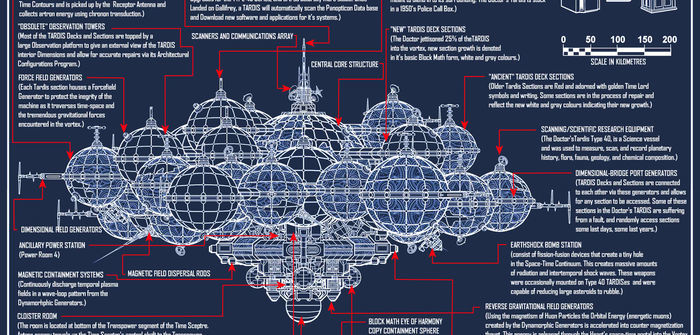 Time Contours and is picked up by the Receptor Antenna and
collects artron energy using chronon transduction.)
"OBSOLETE" OBSERVATION TOWERS
(Most of the TARDIS Decks and Sections are topped by a
large Observation platform to give an external view of the TARDIS
Interior Dimensions and allow for accurate repairs via its Architectural
Configurations Program.)
FORCE FIELD GENERATORS
(Each Tardis section houses a Forcefield
Generator to protect the integrity of the
machine as it traverses time-space and
the tremendous gravitational forces
encountered in the vortex.)
Landed on Gallifrey, a TARDIS will automatically scan the Panopticon Data base
and Download new software and applications for it's systems.)
SCANNERS AND COMMUNICATIONS ARRAY
CENTRAL CORE STRUCTURE
in a 1950's Police Call Box.)
"NEW" TARDIS DECK SECTIONS
(The Doctor jettisoned 25% of theTARDIS
into the vortex, new section growth is denoted
in it's basic Block Math form, white and grey colours.)
0 50 100 150 200
SCALE IN KILOMETRES
"ANCIENT" TARDIS DECK SECTIONS
(Older Tardis Sections are Red and adorned with golden Time Lord
symbols and writing. Some sections are in the process of repair and
reflect the new white and grey colours indicating their new growth.)
SCANNING/SCIENTIFIC RESEARCH EQUIPMENT
(The Doctor'sTardis Type 40, is a Science vessel
and was used to measure, scan, and record planetary
history, flora, fauna, geology, and chemical composition.)
DIMENSIONAL-BRIDGE PORT GENERATORS
(TARDIS Decks and Sections are connected
to each other via these generators and allows
for any section to be accessed. Some of these
sections in the Doctor's TARDIS are suffering
from a fault, and randomly access sections
some last days, some last years.)
DIMENSIONAL FIELD GENERATORS
ANCILLARY POWER STATION
(Power Room 4)
MAGNETIC CONTAINMENT SYSTEMS
(Continously discharge temporal plasma
fields in a wave-loop pattern from the
Dynamorphic Generators.)
MAGNETIC FIELD DISPERSAL RODS
CLOISTER ROOM
(The room is located at bottom of the Transpower segment of the Time Sceptre.
EARTHSHOCK BOMB STATION
(consist of fission-fusion devices that create a tiny hole
in the Space-Time Continuum. This creates massive amounts
of radiation and intertemporal shock waves. These weapons
were occasionally mounted on Type 40 TARDISes and were
capable of reducing large asteroids to rubble.)
REVERSE GRAVITATIONAL FIELD GENERATORS
(Using the magnetism of Huon Particles the Orbital Energy (energetic muons)
created by the Dynamorphic Generators is accelerated into counter magnetization
BLOCK MATH EYE OF HARMONY
COPY CONTAINMENT SPHERE